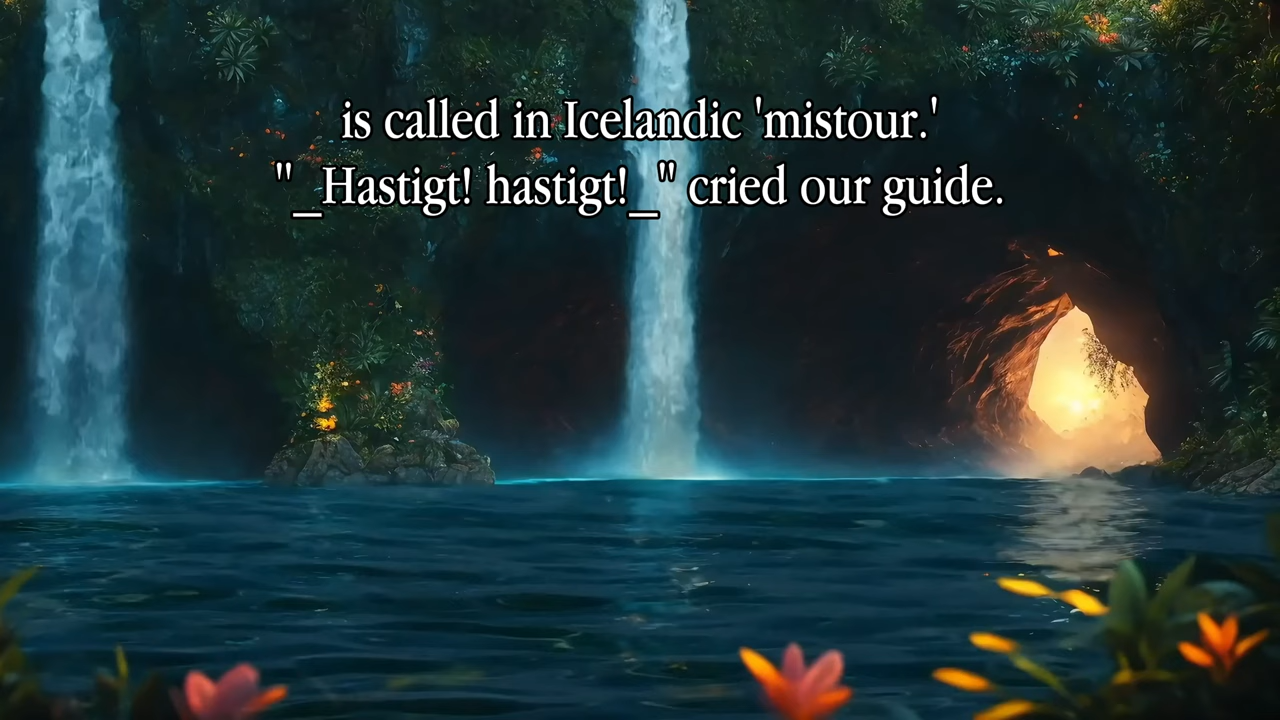 is called in Icelandic 'mistour.'
"_Hastigt! hastigt!_" cried our guide.